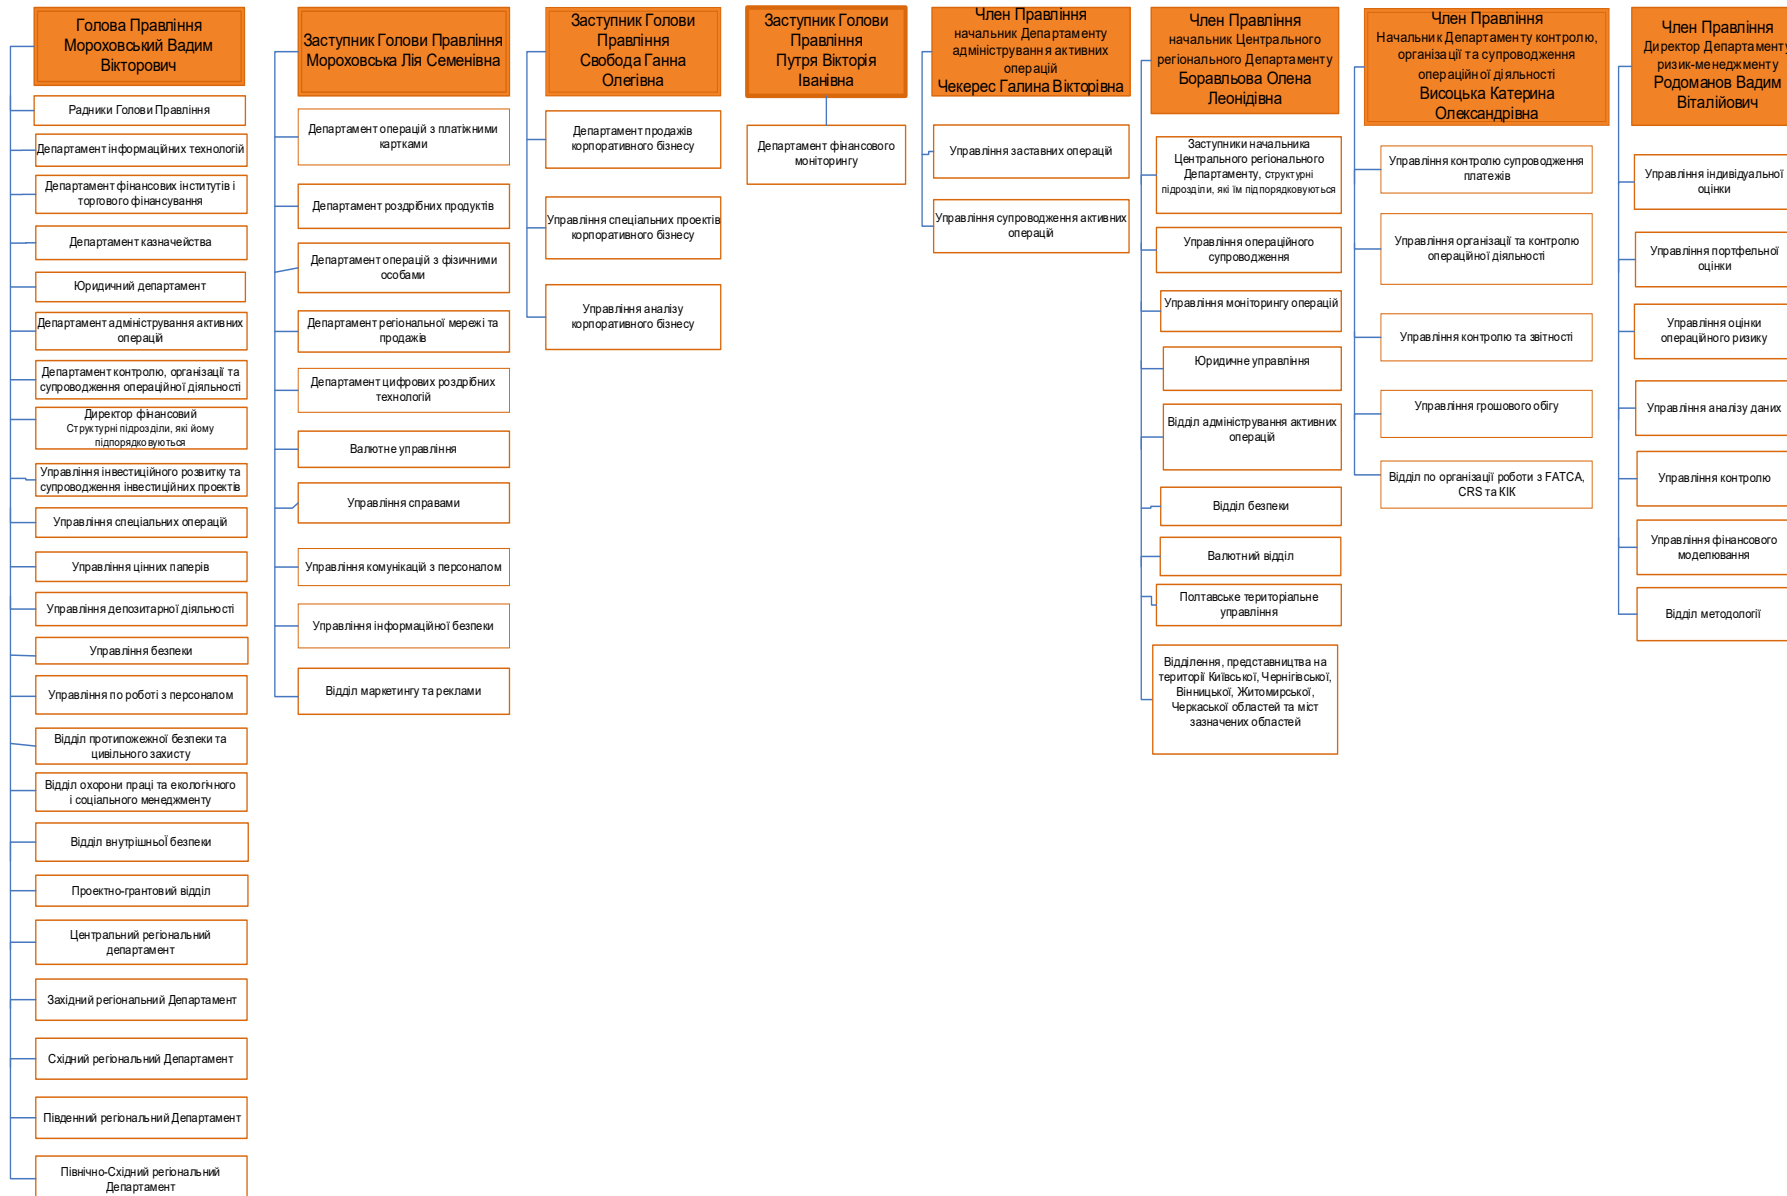 Голова Правління
Мороховський Вадим
Вікторович
Радники Голови Правління
Департамент інформаційних технологій
Департамент фінансових інститутів і
торгового фінансування
Департамент казначейства
Юридичний департамент
Департамент адміністрування активних
операцій
Департамент контролю, організації та
супроводження операційної діяльності
Директор фінансовий
Структурні підрозділи, які йому
підпорядковуються
Управління інвестиційного розвитку та
супроводження інвестиційних проектів
Управління спеціальних операцій
Управління цінних паперів
Управління депозитарної діяльності
Управління безпеки
Управління по роботі з персоналом
Відділ протипожежної безпеки та
цивільного захисту
Відділ охорони праці та екологічного
і соціального менеджменту
Відділ внутрішньої безпеки
Проектно-грантовий відділ
Центральний регіональний
департамент
Західний регіональний Департамент
Східний регіональний Департамент
Південний регіональний Департамент
Північно-Східний регіональний
Департамент
Заступник Голови Правління
Мороховська Лія Семенівна
Департамент операцій з платіжними
картками
Департамент роздрібних продуктів
Департамент операцій з фізичними
особами
Департамент регіональної мережі та
продажів
Департамент цифрових роздрібних
технологій
Валютне управління
Управління справами
Управління комунікацій з персоналом
Управління інформаційної безпеки
Відділ маркетингу та реклами
Заступник Голови
Правління
Свобода Ганна
Олегівна
Департамент продажів
корпоративного бізнесу
Управління спеціальних проектів
корпоративного бізнесу
Управління аналізу
корпоративного бізнесу
Заступник Голови
Правління
Путря Вікторія
Іванівна
Департамент фінансового
моніторингу
Член Правління
начальник Департаменту
адміністрування активних
операцій
Чекерес Галина Вікторівна
Управління заставних операцій
Управління супроводження активних
операцій
Член Правління
начальник Центрального
регіонального Департаменту
Боравльова Олена
Леонідівна
Заступники начальника
Центрального регіонального
Департаменту, структурні
підрозділи, які їм підпорядковуються
Управління операційного
супроводження
Управління моніторингу операцій
Юридичне управління
Відділ адміністрування активних
операцій
Відділ безпеки
Валютний відділ
Полтавське територіальне
управління
Відділення, представництва на
території Київської, Чернігівської,
Вінницької, Житомирської,
Черкаської областей та міст
зазначених областей
Член Правління
Начальник Департаменту контролю,
організації та супроводження
операційної діяльності
Висоцька Катерина
Олександрівна
Управління контролю супроводження
платежів
Управління організації та контролю
операційної діяльності
Управління контролю та звітності
Управління грошового обігу
Відділ по організації роботи з FATCA,
CRS та КІК
Член Правління
Директор Департаменту
ризик-менеджменту
Родоманов Вадим
Віталійович
Управління індивідуальної
оцінки
Управління портфельної
оцінки
Управління оцінки
операційного ризику
Управління аналізу даних
Управління контролю
Управління фінансового
моделювання
Відділ методології